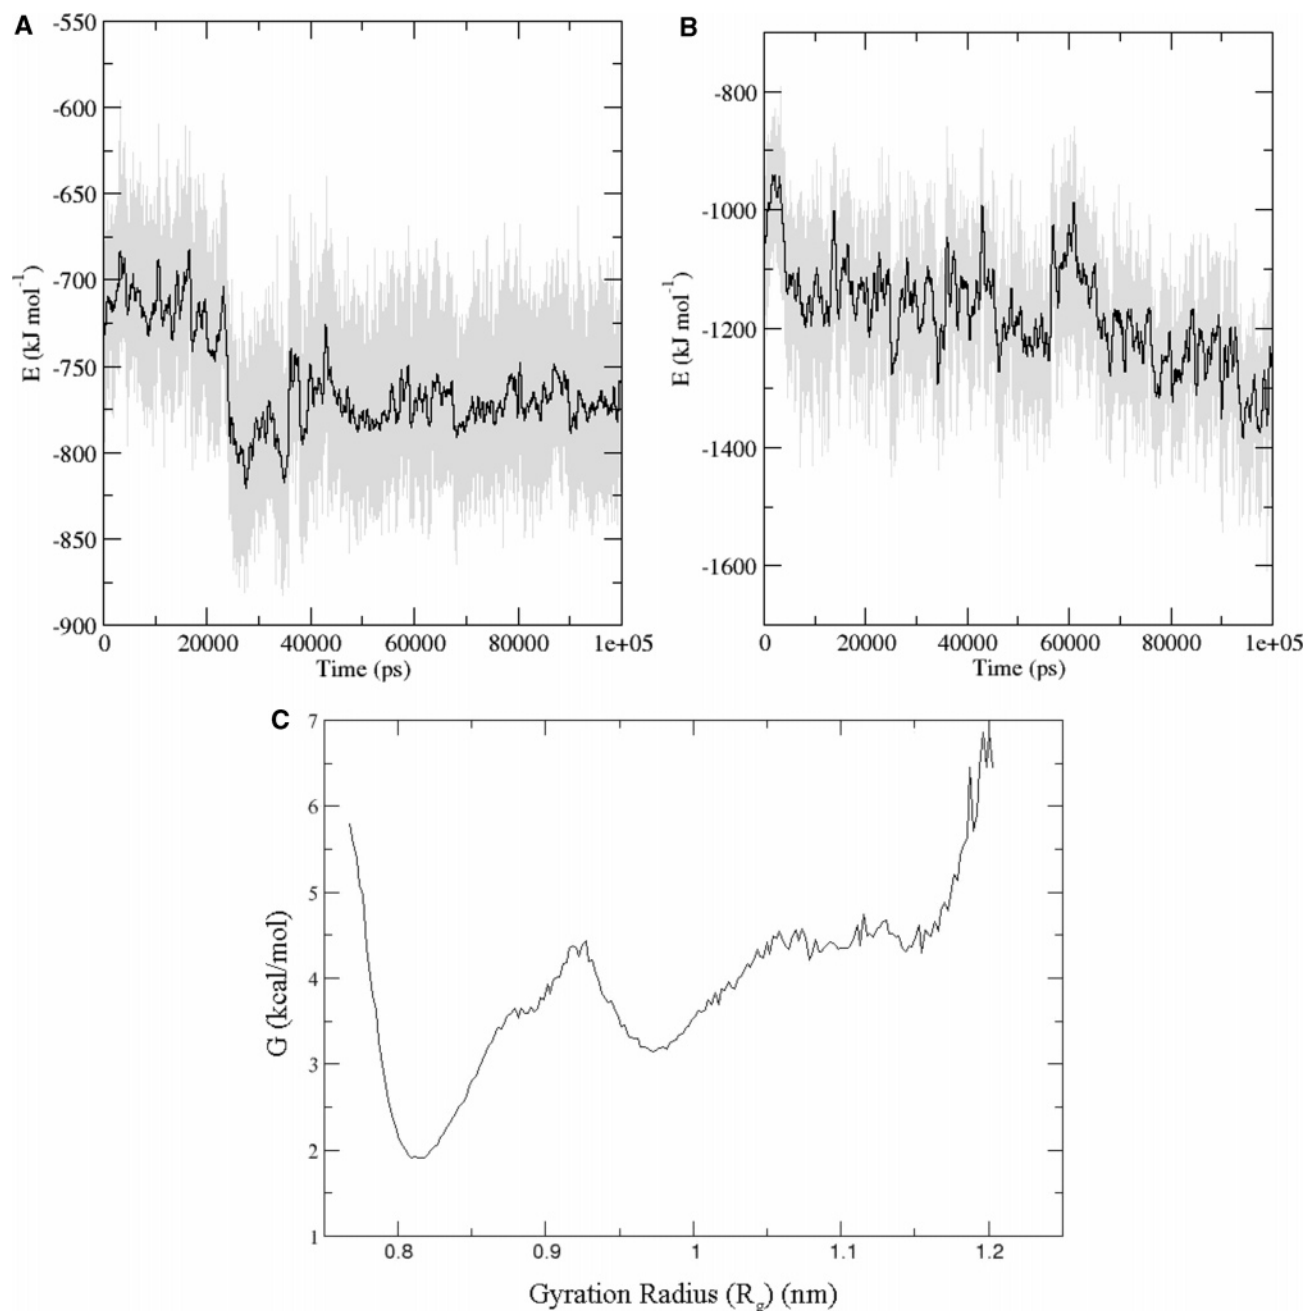 A
-550
-600
-650
-700
-750
-800
-850
-900
E (kJ mol⁻¹)
0 20000 40000 60000 80000 1e+05
Time (ps)
B
-800
-1000
-1200
-1400
-1600
E (kJ mol⁻¹)
0 20000 40000 60000 80000 1e+05
Time (ps)
C
7
6
5
4
3
2
1
G (kcal/mol)
0.8 0.9 1 1.1 1.2
Gyration Radius (R_g) (nm)